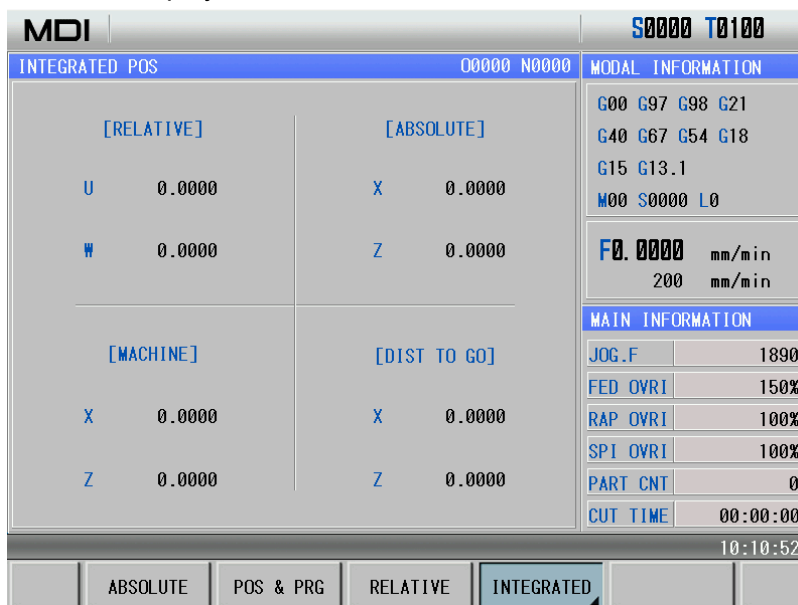 MDI
S0000 T0100
INTEGRATED POS O0000 N0000
[RELATIVE] [ABSOLUTE]
U 0.0000 X 0.0000
W 0.0000 Z 0.0000
[MACHINE] [DIST TO GO]
X 0.0000 X 0.0000
Z 0.0000 Z 0.0000
MODAL INFORMATION
G00 G97 G98 G21
G40 G67 G54 G18
G15 G13.1
M00 S0000 L0
F0.0000 mm/min
200 mm/min
MAIN INFORMATION
JOG.F 1890
FED OVRI 150%
RAP OVRI 100%
SPI OVRI 100%
PART CNT 0
CUT TIME 00:00:00
10:10:52
ABSOLUTE POS & PRG RELATIVE INTEGRATED